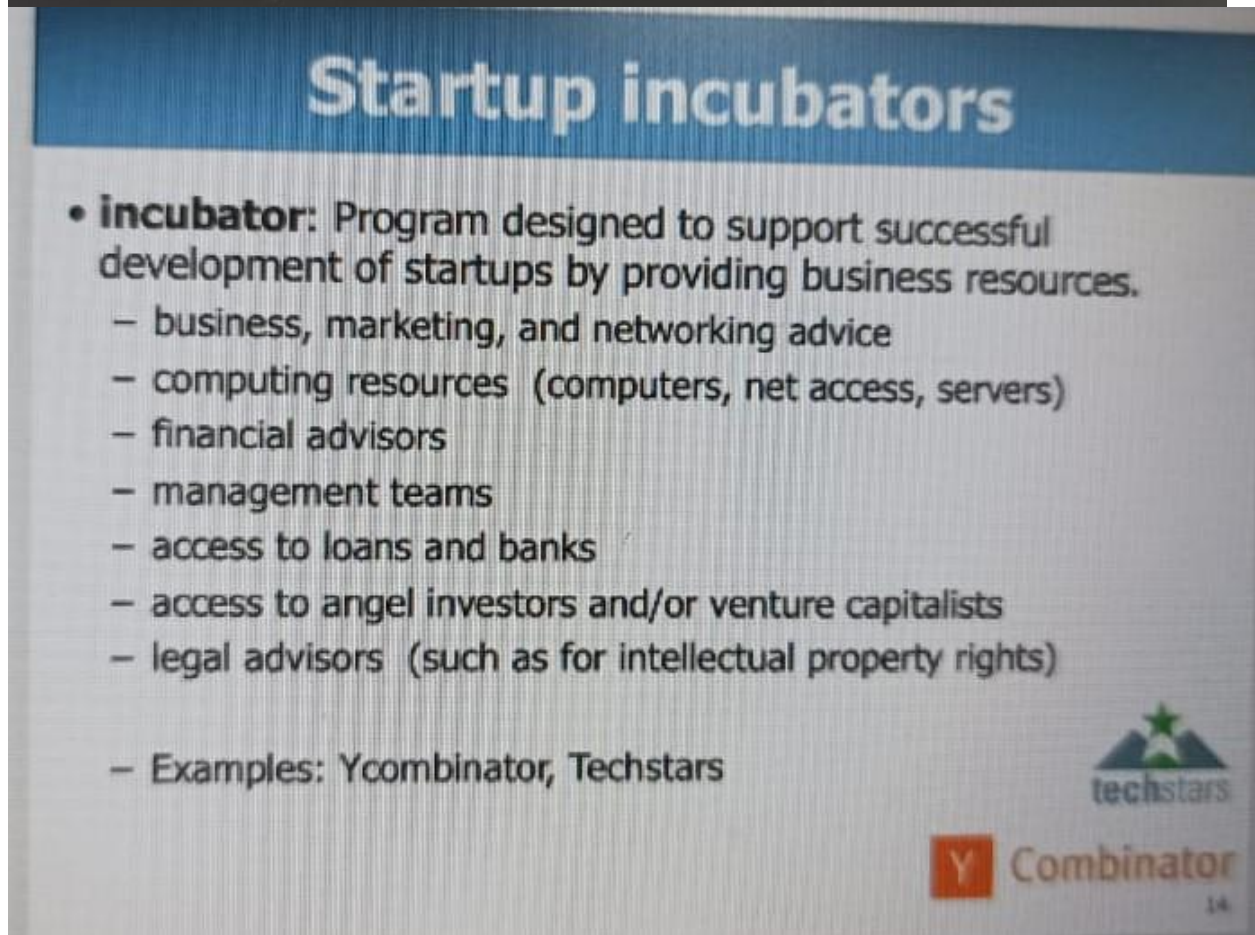 Startup incubators
• incubator: Program designed to support successful
development of startups by providing business resources.
– business, marketing, and networking advice
– computing resources (computers, net access, servers)
– financial advisors
– management teams
– access to loans and banks
– access to angel investors and/or venture capitalists
– legal advisors (such as for intellectual property rights)
– Examples: Ycombinator, Techstars
techstars
Y Combinator
14